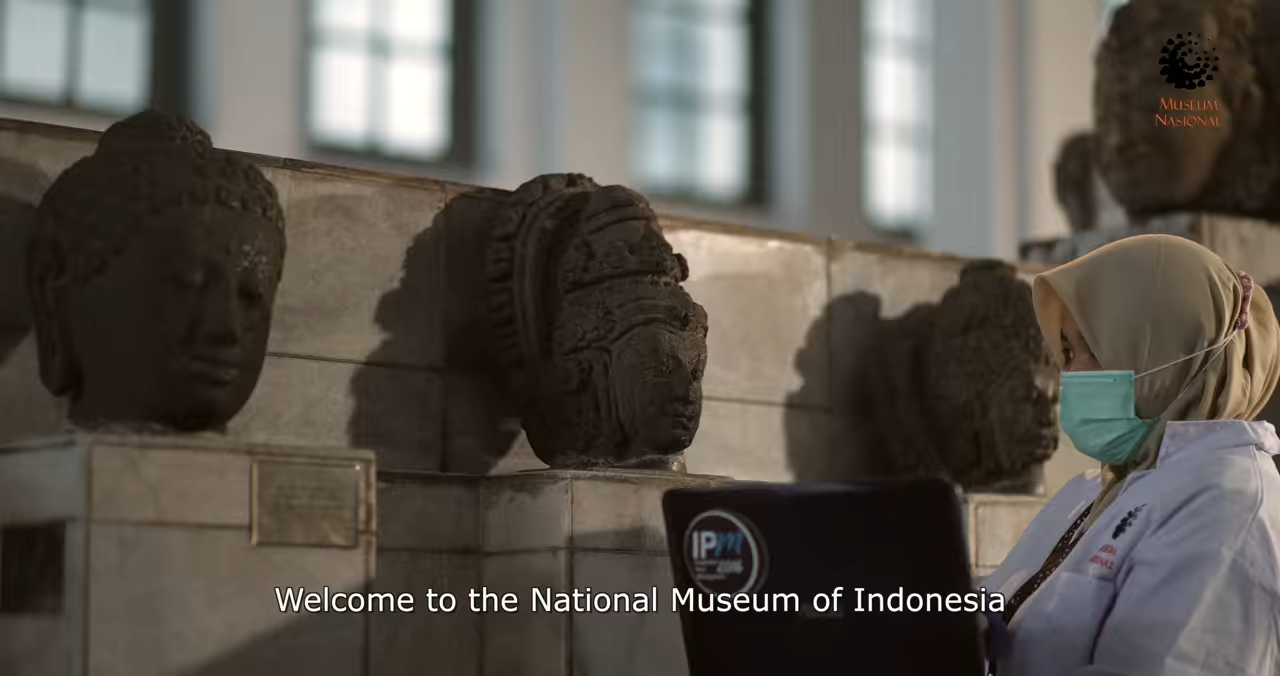 MUSEUM
NASIONAL
IPM
Welcome to the National Museum of Indonesia